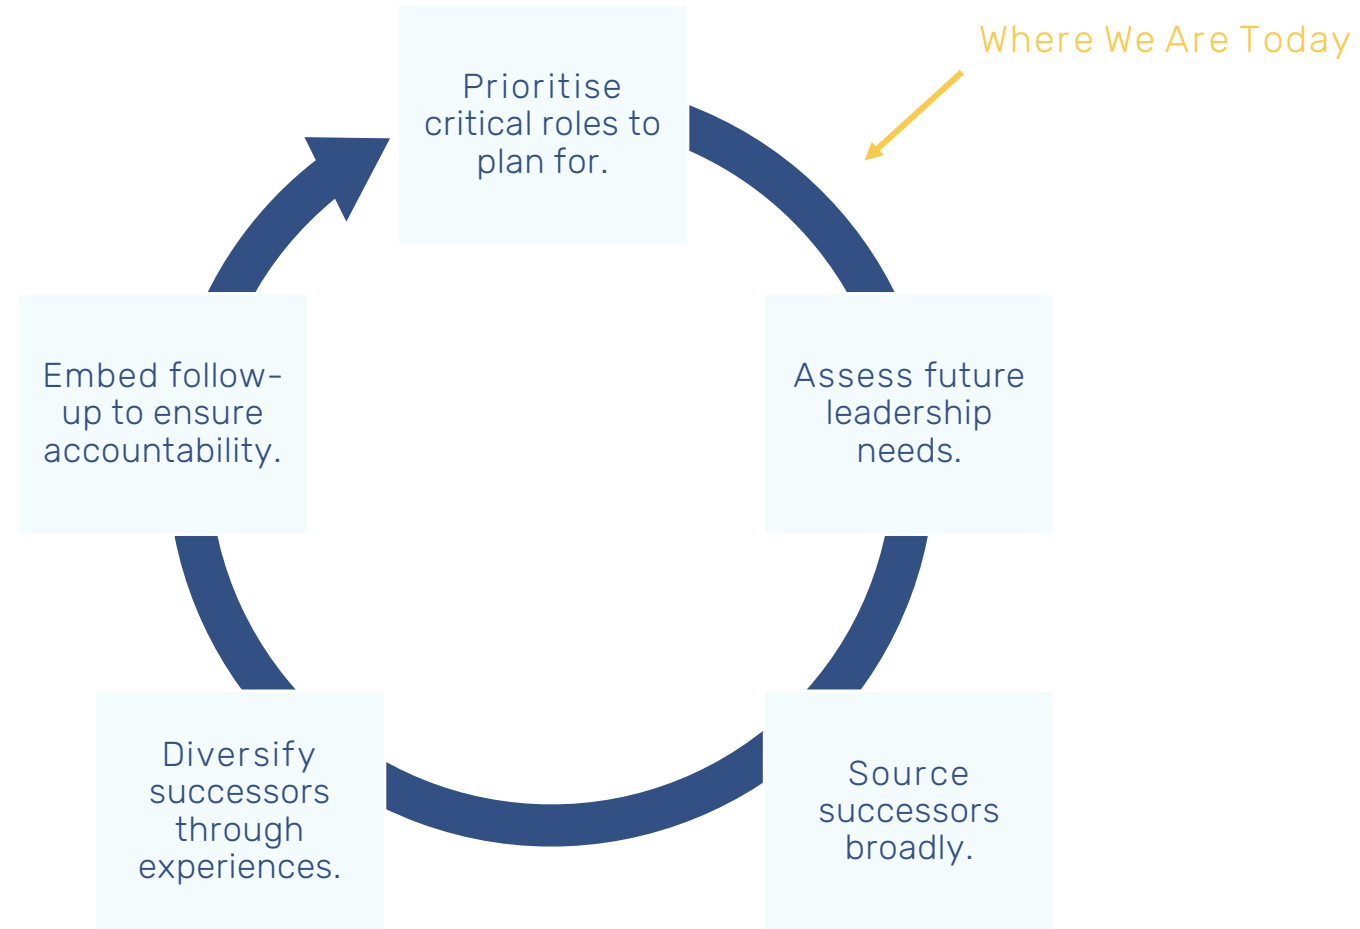 Where We Are Today
Prioritise
critical roles to
plan for.
Embed follow-
up to ensure
accountability.
Assess future
leadership
needs.
Diversify
successors
through
experiences.
Source
successors
broadly.